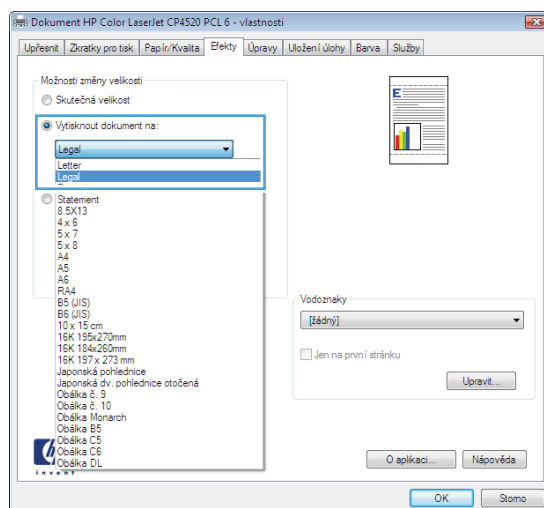 Dokument HP Color LaserJet CP4520 PCL 6 - vlastnosti
Upřesnit Zkratky pro tisk Papír/Kvalita Efekty Úpravy Uložení úlohy Barva Služby
Možnosti změny velikosti
Skutečná velikost
Vytisknout dokument na:
Legal
Letter
Legal
Statement
8.5X13
4 x 6
5 x 7
5 x 8
A4
A5
A6
RA4
B5 (JIS)
B6 (JIS)
10 x 15 cm
16K 195x270mm
16K 184x260mm
16K 197 x 273 mm
Japonská pohlednice
Japonská dv. pohlednice otočená
Obálka č. 9
Obálka č. 10
Obálka Monarch
Obálka B5
Obálka C5
Obálka C6
Obálka DL
E
Vodoznaky
[žádný]
Jen na první stránku
Upravit...
O aplikaci... Nápověda
OK Storno